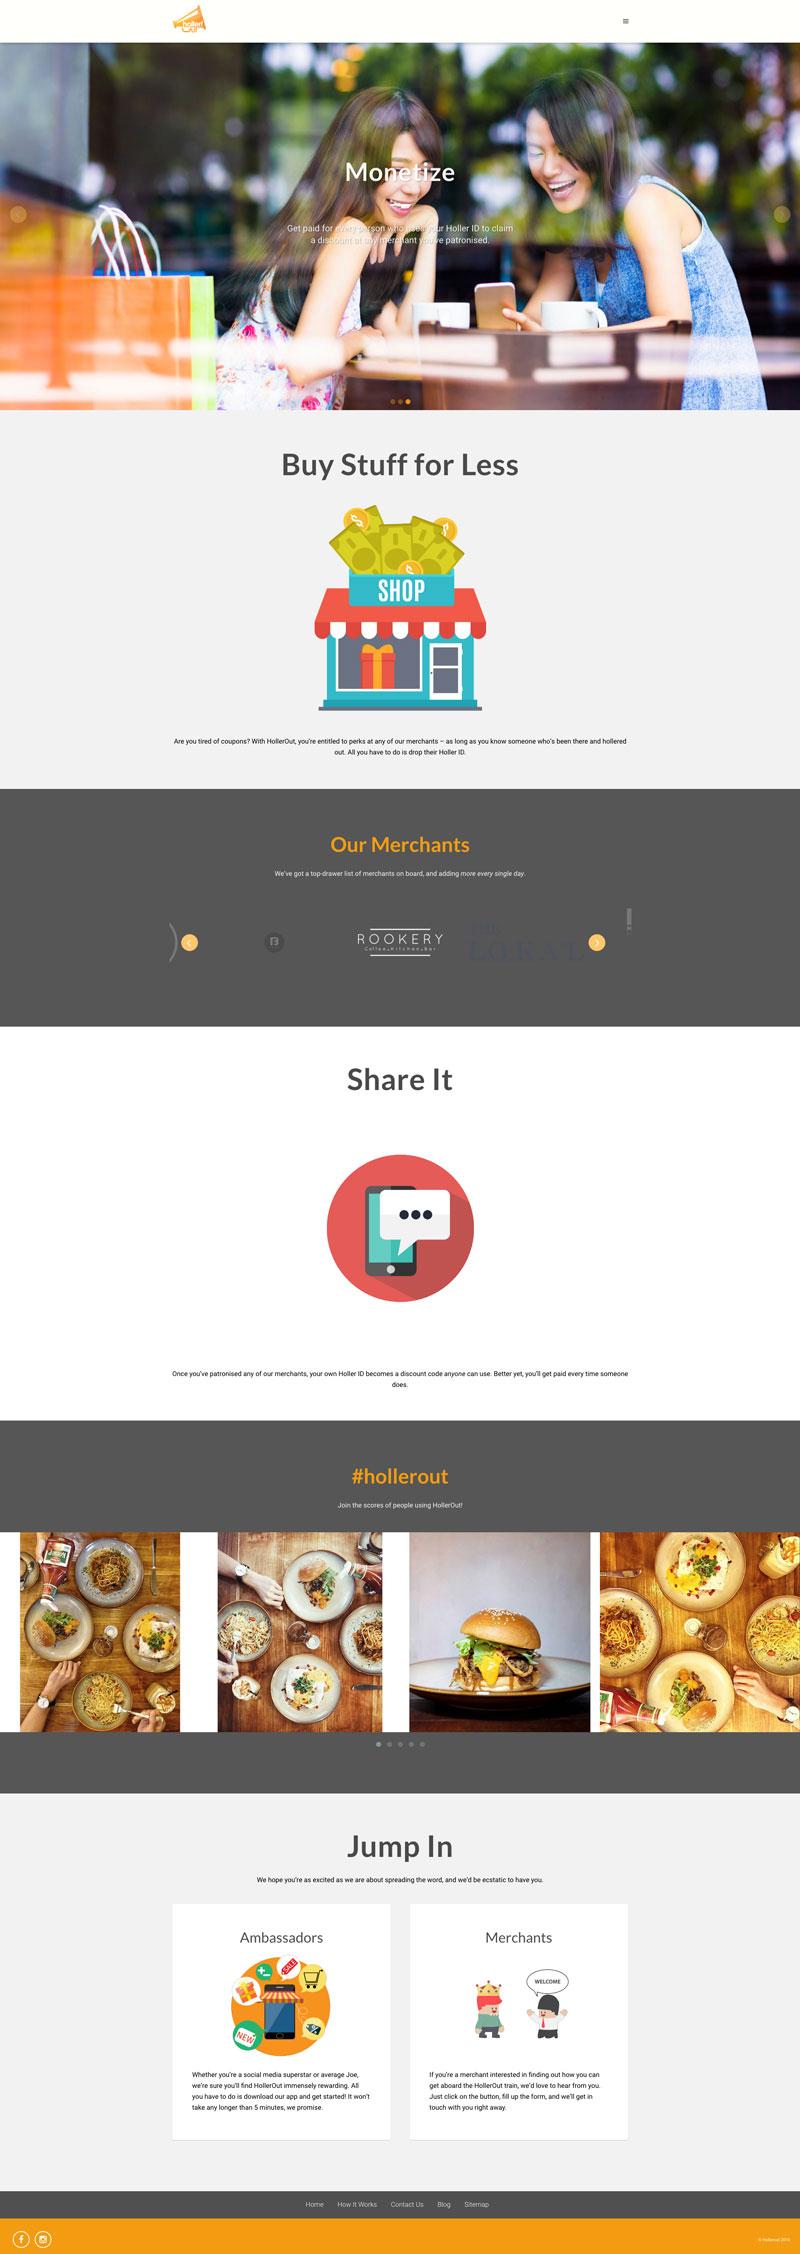 holler!
OUT
Monetize
Get paid for every person who uses your Holler ID to claim
a discount at any merchant you've patronised.
Buy Stuff for Less
SHOP
Are you tired of coupons? With HollerOut, you're entitled to perks at any of our merchants – as long as you know someone who's been there and hollered
out. All you have to do is drop their Holler ID.
Our Merchants
We've got a top-drawer list of merchants on board, and adding more every single day.
ROOKERY
Coffee.Kitchen.Bar
THE
LOKAL
Share It
Once you've patronised any of our merchants, your own Holler ID becomes a discount code anyone can use. Better yet, you'll get paid every time someone
does.
#hollerout
Join the scores of people using HollerOut!
Jump In
We hope you're as excited as we are about spreading the word, and we'd be ecstatic to have you.
Ambassadors
SALE
NEW
%
Whether you're a social media superstar or average Joe,
we're sure you'll find HollerOut immensely rewarding. All
you have to do is download our app and get started! It won't
take any longer than 5 minutes, we promise.
Merchants
WELCOME
If you're a merchant interested in finding out how you can
get aboard the HollerOut train, we'd love to hear from you.
Just click on the button, fill up the form, and we'll get in
touch with you right away.
Home How It Works Contact Us Blog Sitemap